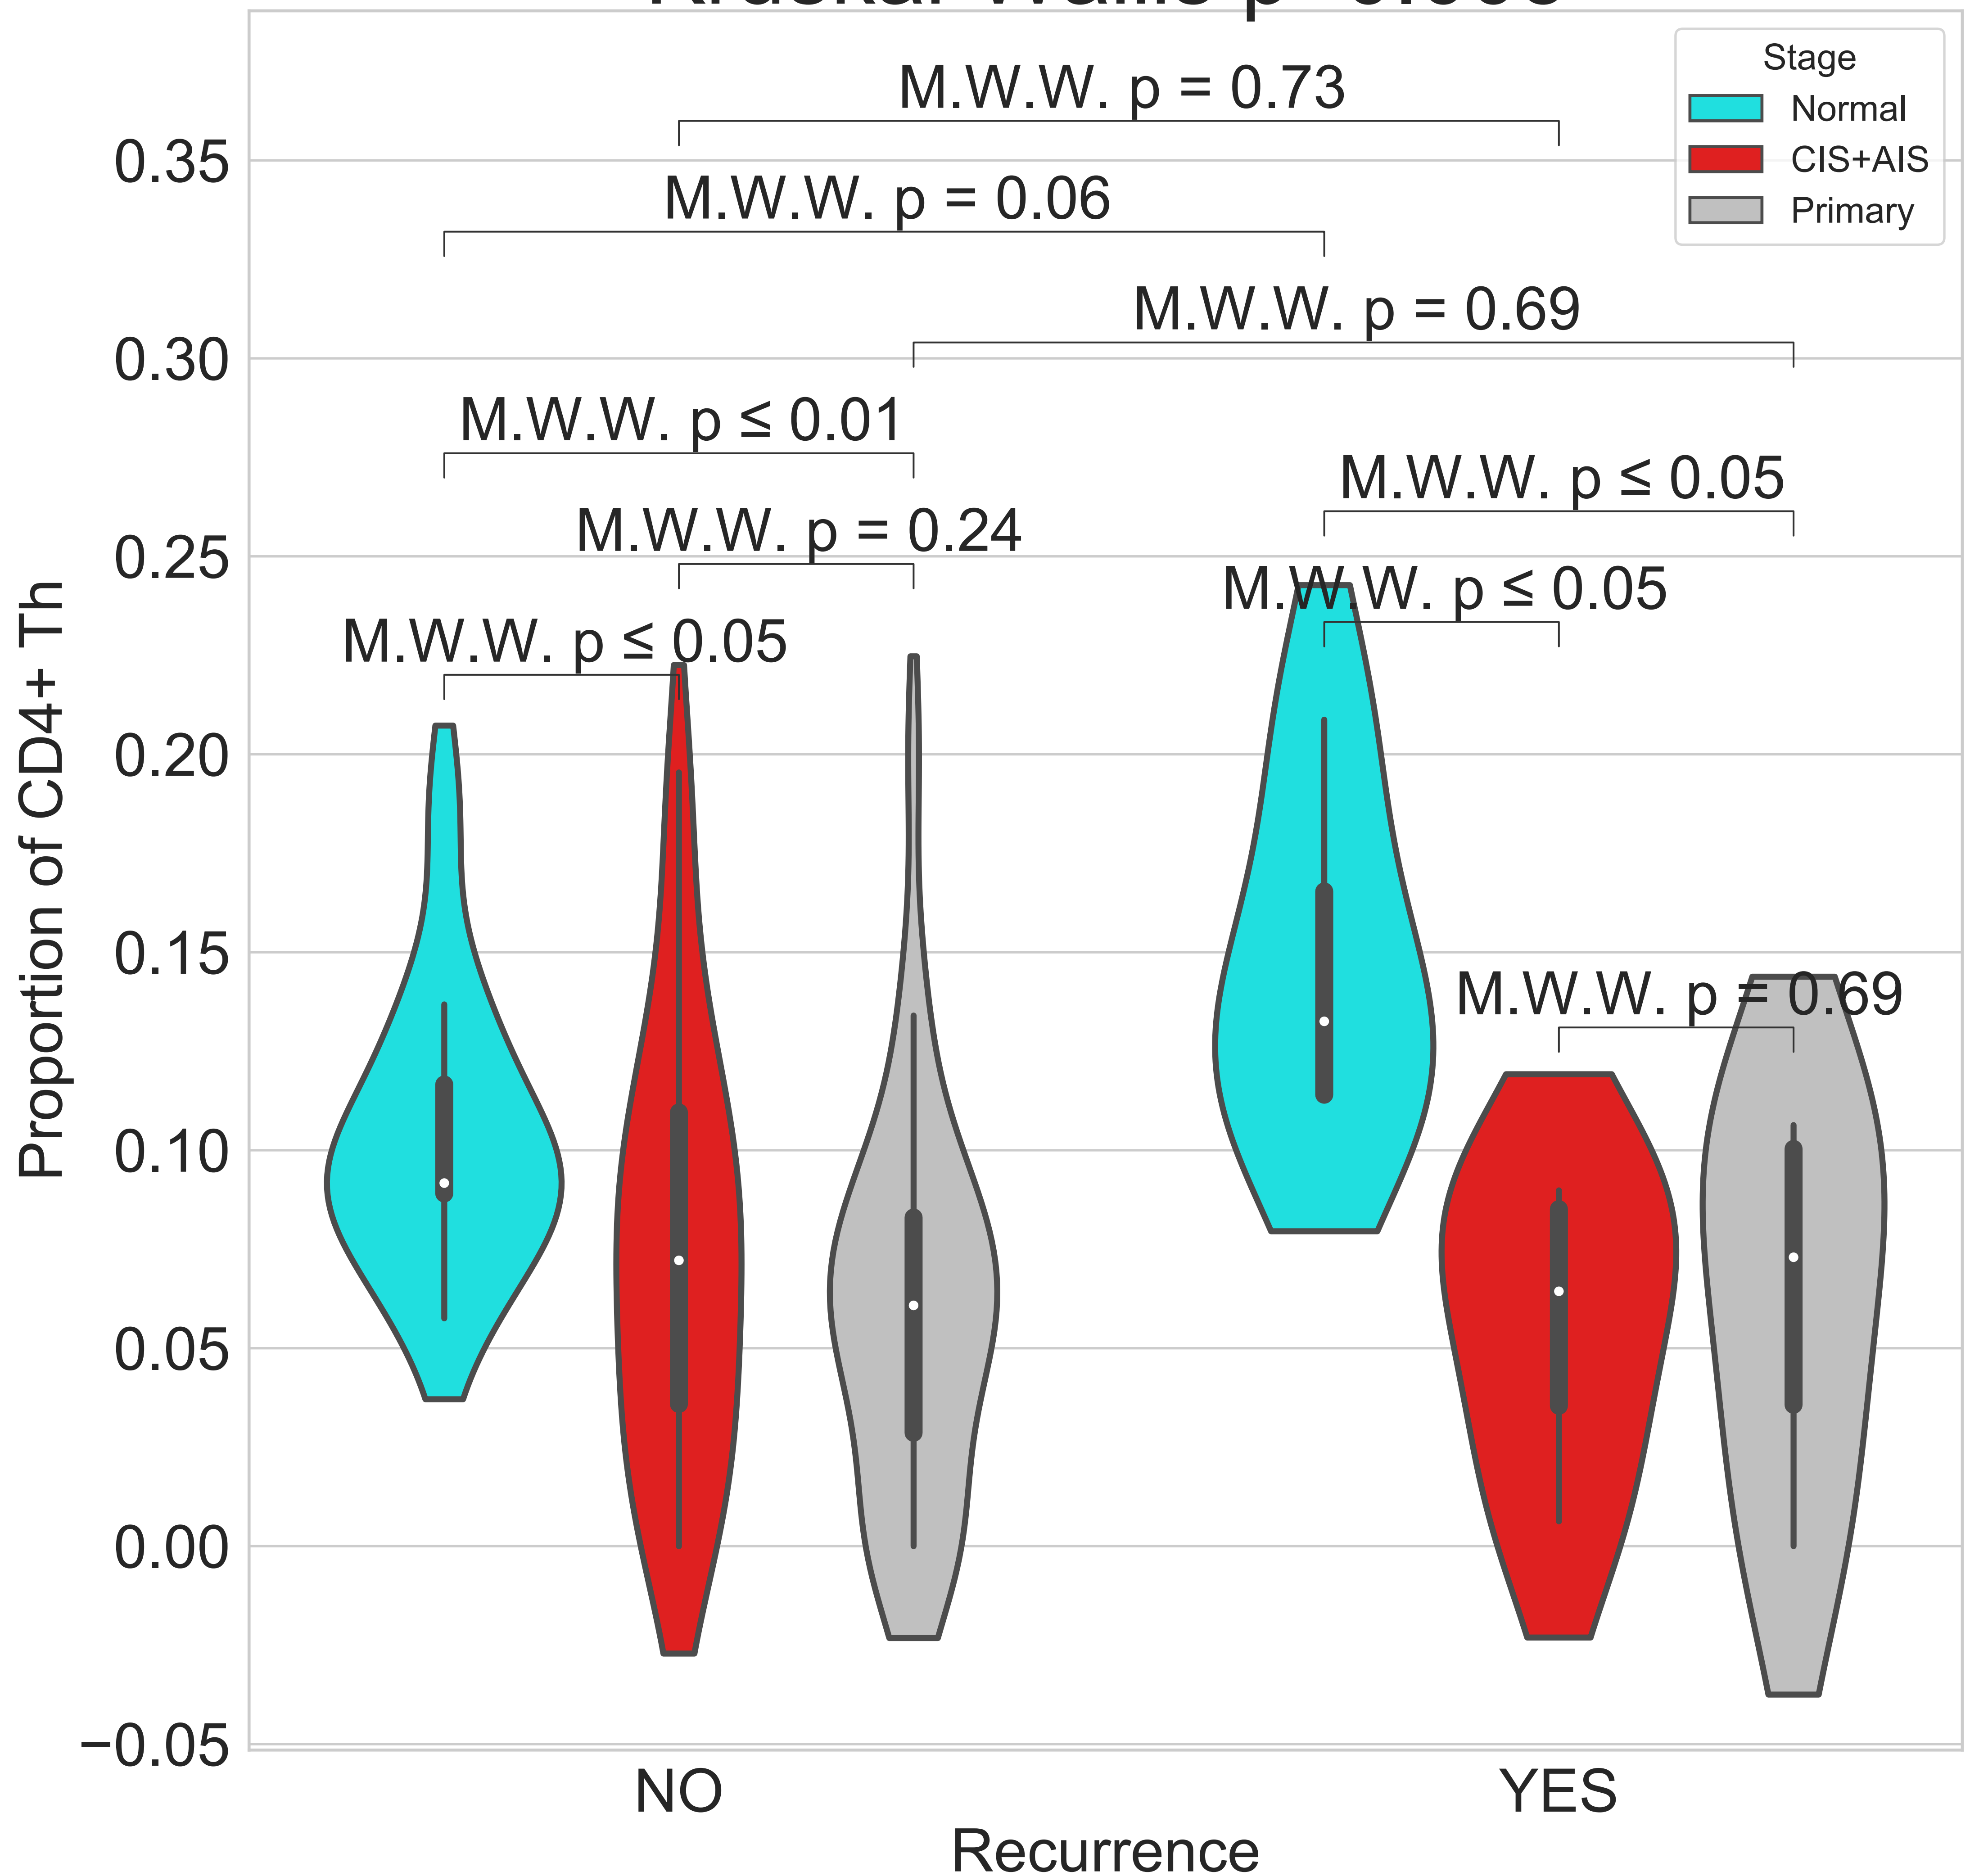 Stage
Normal
CIS+AIS
Primary
M.W.W. p = 0.73
M.W.W. p = 0.06
M.W.W. p = 0.69
M.W.W. p ≤ 0.01
M.W.W. p ≤ 0.05
M.W.W. p = 0.24
M.W.W. p ≤ 0.05
M.W.W. p ≤ 0.05
M.W.W. p = 0.69
0.35
0.30
0.25
0.20
0.15
0.10
0.05
0.00
−0.05
Proportion of CD4+ Th
NO
YES
Recurrence